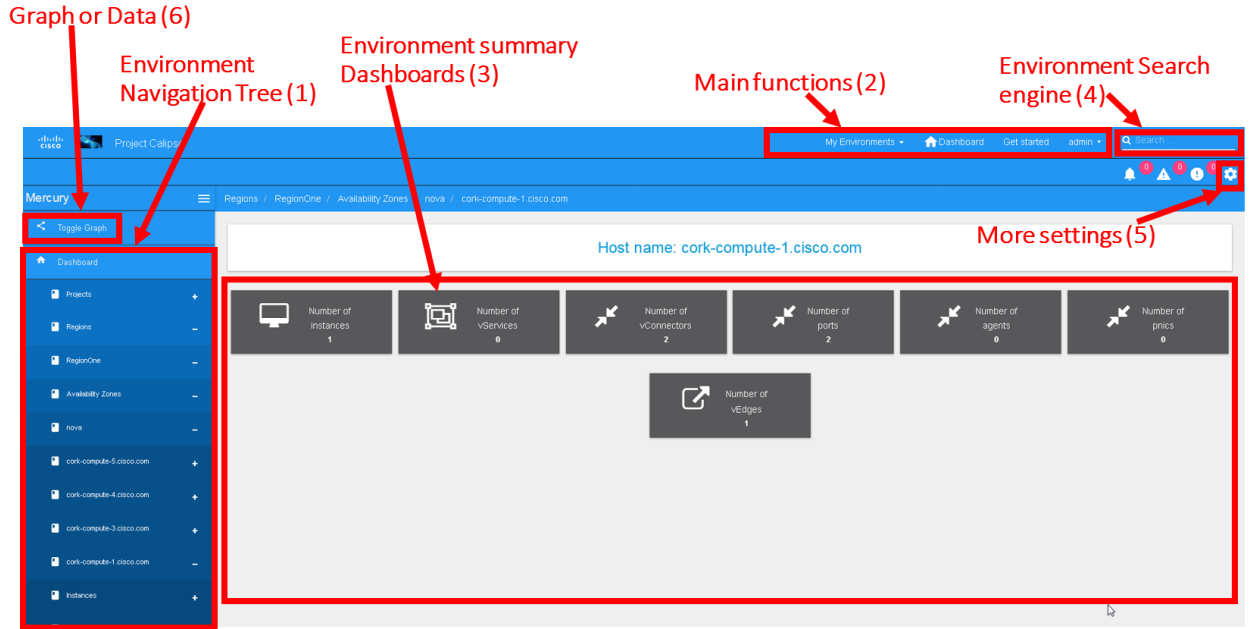 Graph or Data (6)
Environment
Navigation Tree (1)
Environment summary
Dashboards (3)
Main functions (2)
Environment Search
engine (4)
cisco
Project Calips
My Environments
Dashboard
Get started
admin
Search ...
0
0
0
Mercury
Regions / RegionOne / Availability Zones / nova / cork-compute-1.cisco.com
Toggle Graph
More settings (5)
Host name: cork-compute-1.cisco.com
Dashboard
Projects +
Regions –
RegionOne –
Availability Zones –
nova –
cork-compute-5.cisco.com +
cork-compute-4.cisco.com +
cork-compute-3.cisco.com +
cork-compute-1.cisco.com –
Instances +
Number of
instances
1
Number of
vServices
0
Number of
vConnectors
2
Number of
ports
2
Number of
agents
0
Number of
pnics
0
Number of
vEdges
1